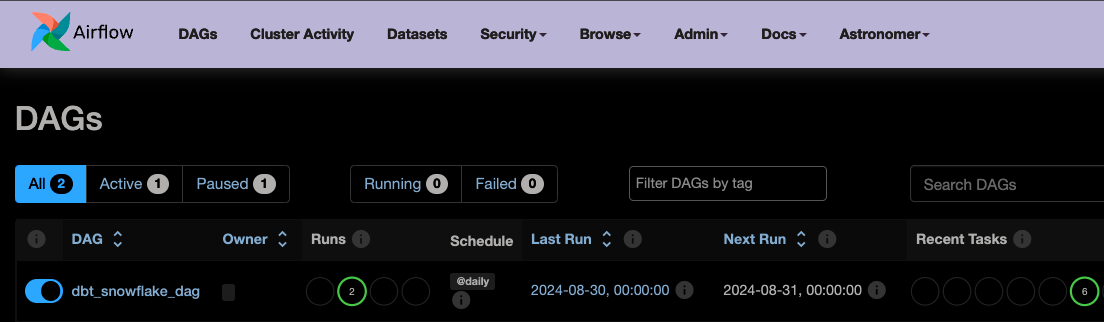 Airflow DAGs Cluster Activity Datasets Security Browse Admin Docs Astronomer
DAGs
All 2 Active 1 Paused 1 Running 0 Failed 0 Filter DAGs by tag Search DAGs
i DAG Owner Runs i Schedule Last Run i Next Run i Recent Tasks i
dbt_snowflake_dag 2 @daily i 2024-08-30, 00:00:00 i 2024-08-31, 00:00:00 i 6